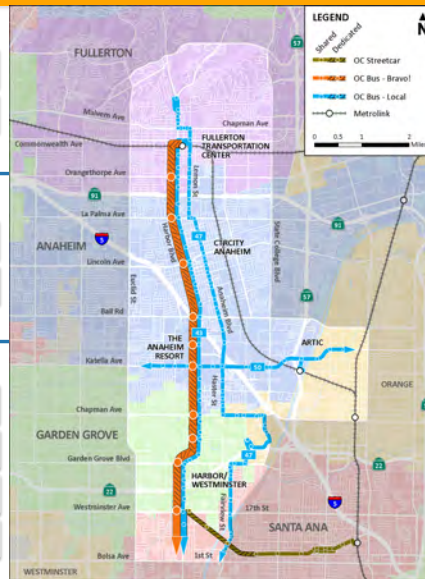 LEGEND
N
Shared
Dedicated
OC Streetcar
OC Bus - Bravo!
OC Bus - Local
Metrolink
0 0.5 1 2
Miles
57
FULLERTON
Malvern Ave
Chapman Ave
Commonwealth Ave
FULLERTON
TRANSPORTATION
CENTER
Orangethorpe Ave
Lemon St
91
91
La Palma Ave
State College Blvd
47
Harbor Blvd
ANAHEIM
CTRCITY
ANAHEIM
5
Lincoln Ave
Euclid St
Anaheim Blvd
57
Ball Rd
43
THE
ANAHEIM
RESORT
ARTIC
Katella Ave
50
Haster St
ORANGE
Chapman Ave
GARDEN GROVE
47
Garden Grove Blvd
22
HARBOR/
WESTMINSTER
22
Fairview St
Westminster Ave
17th St
5
SANTA ANA
Bolsa Ave
1st St
WESTMINSTER